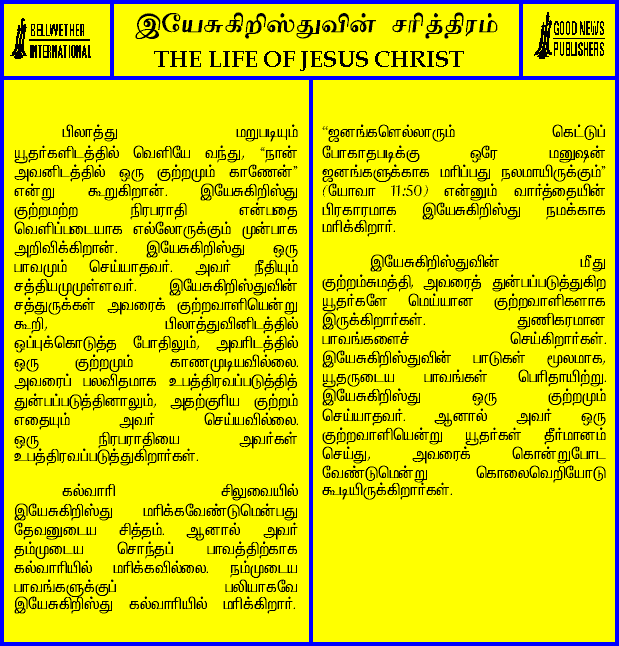 BELLWETHER
INTERNATIONAL
இயேசுகிறிஸ்துவின் சரித்திரம்
THE LIFE OF JESUS CHRIST
GOOD NEWS
PUBLISHERS
பிலாத்து மறுபடியும்
யூதர்களிடத்தில் வெளியே வந்து, “நான்
அவனிடத்தில் ஒரு குற்றமும் காணேன்”
என்று கூறுகிறான். இயேசுகிறிஸ்து
குற்றமற்ற நிரபராதி என்பதை
வெளிப்படையாக எல்லோருக்கும் முன்பாக
அறிவிக்கிறான். இயேசுகிறிஸ்து ஒரு
பாவமும் செய்யாதவர். அவர் நீதியும்
சத்தியமுமுள்ளவர். இயேசுகிறிஸ்துவின்
சத்துருக்கள் அவரைக் குற்றவாளியென்று
கூறி, பிலாத்துவினிடத்தில்
ஒப்புக்கொடுத்த போதிலும், அவரிடத்தில்
ஒரு குற்றமும் காணமுடியவில்லை.
அவரைப் பலவிதமாக உபத்திரவப்படுத்தித்
துன்பப்படுத்தினாலும், அதற்குரிய குற்றம்
எதையும் அவர் செய்யவில்லை.
ஒரு நிரபராதியை அவர்கள்
உபத்திரவப்படுத்துகிறார்கள்.
கல்வாரி சிலுவையில்
இயேசுகிறிஸ்து மரிக்கவேண்டுமென்பது
தேவனுடைய சித்தம். ஆனால் அவர்
தம்முடைய சொந்தப் பாவத்திற்காக
கல்வாரியில் மரிக்கவில்லை. நம்முடைய
பாவங்களுக்குப் பலியாகவே
இயேசுகிறிஸ்து கல்வாரியில் மரிக்கிறார்.
“ஜனங்களெல்லாரும் கெட்டுப்
போகாதபடிக்கு ஒரே மனுஷன்
ஜனங்களுக்காக மரிப்பது நலமாயிருக்கும்”
(யோவா 11:50) என்னும் வார்த்தையின்
பிரகாரமாக இயேசுகிறிஸ்து நமக்காக
மரிக்கிறார்.
இயேசுகிறிஸ்துவின் மீது
குற்றம்சுமத்தி, அவரைத் துன்பப்படுத்துகிற
யூதர்களே மெய்யான குற்றவாளிகளாக
இருக்கிறார்கள். துணிகரமான
பாவங்களைச் செய்கிறார்கள்.
இயேசுகிறிஸ்துவின் பாடுகள் மூலமாக,
யூதருடைய பாவங்கள் பெரிதாயிற்று.
இயேசுகிறிஸ்து ஒரு குற்றமும்
செய்யாதவர். ஆனால் அவர் ஒரு
குற்றவாளியென்று யூதர்கள் தீர்மானம்
செய்து, அவரைக் கொன்றுபோட
வேண்டுமென்று கொலைவெறியோடு
கூடியிருக்கிறார்கள்.